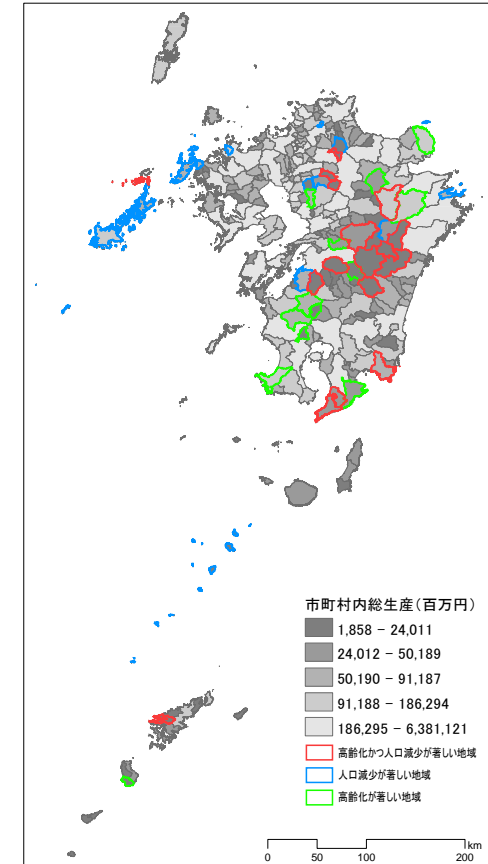 市町村内総生産(百万円)
1,858 - 24,011
24,012 - 50,189
50,190 - 91,187
91,188 - 186,294
186,295 - 6,381,121
高齢化かつ人口減少が著しい地域
人口減少が著しい地域
高齢化が著しい地域
km
0 50 100 200